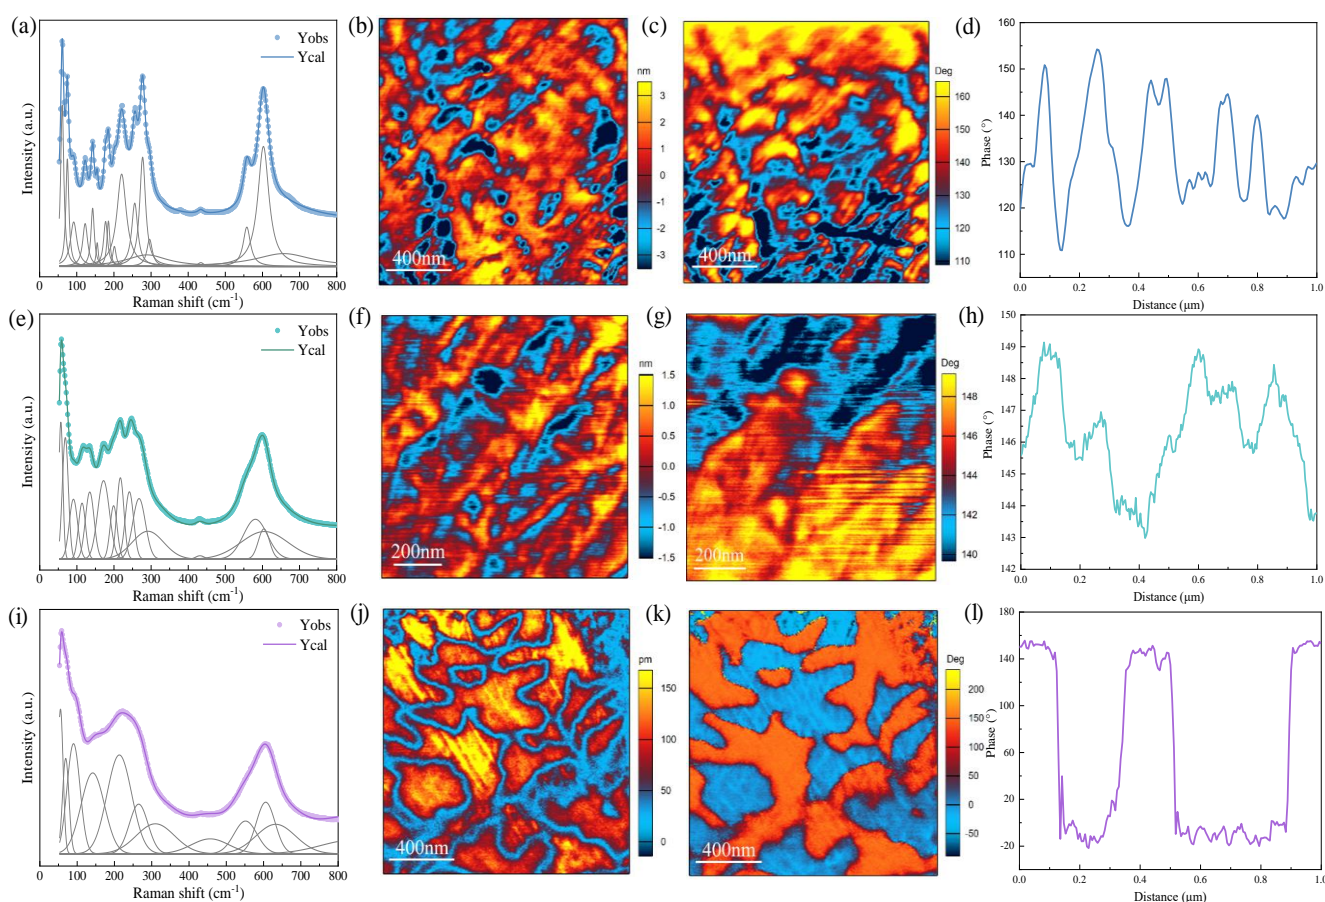 (a)
Yobs
Ycal
Intensity (a.u.)
0 100 200 300 400 500 600 700 800
Raman shift (cm-1)
(b)
400nm
nm
3
2
1
0
-1
-2
-3
(c)
400nm
Deg
160
150
140
130
120
110
(d)
160
150
140
130
120
110
Phase (°)
0.0 0.2 0.4 0.6 0.8 1.0
Distance (μm)
(e)
Yobs
Ycal
Intensity (a.u.)
0 100 200 300 400 500 600 700 800
Raman shift (cm-1)
(f)
200nm
nm
1.5
1.0
0.5
0.0
-0.5
-1.0
-1.5
(g)
200nm
Deg
148
146
144
142
140
(h)
150
149
148
147
146
145
144
143
142
Phase (°)
0.0 0.2 0.4 0.6 0.8 1.0
Distance (μm)
(i)
Yobs
Ycal
Intensity (a.u.)
0 100 200 300 400 500 600 700 800
Raman shift (cm-1)
(j)
400nm
pm
150
100
50
0
(k)
400nm
Deg
200
150
100
50
0
-50
(l)
180
140
100
60
20
-20
Phase (°)
0.0 0.2 0.4 0.6 0.8 1.0
Distance (μm)